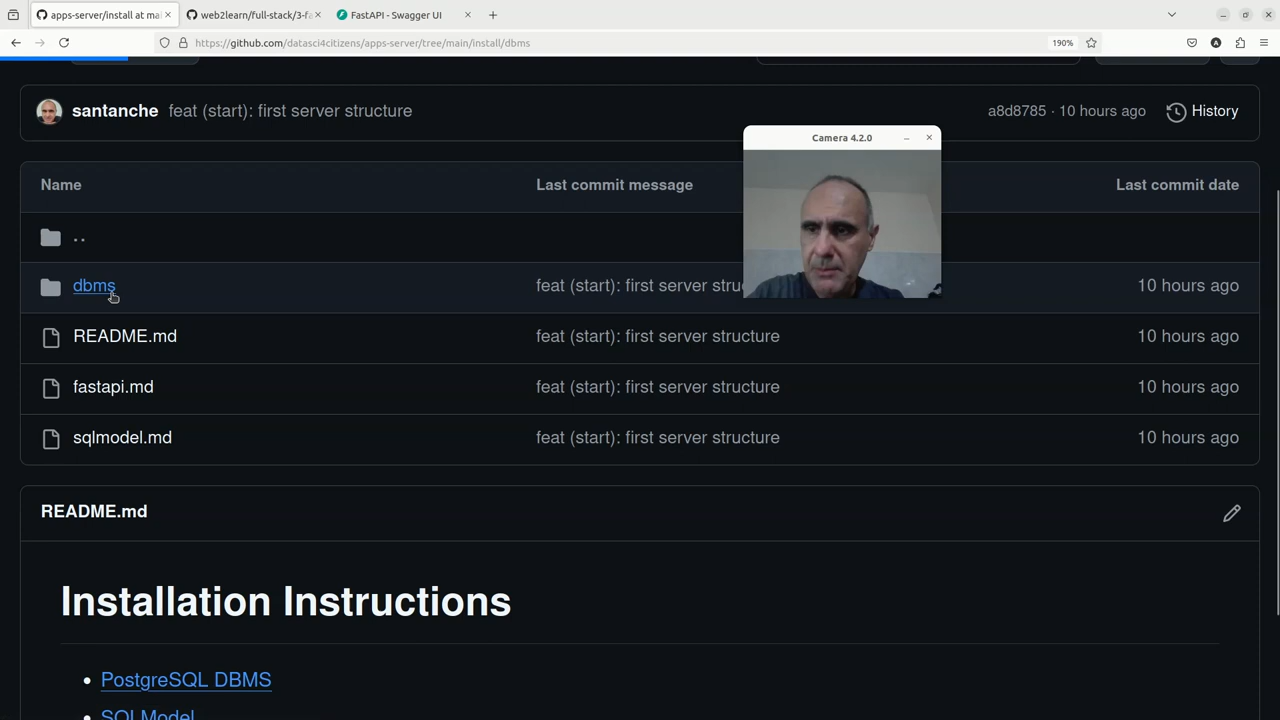 apps-server/install at mai
web2learn/full-stack/3-fa
FastAPI - Swagger UI
https://github.com/datasci4citizens/apps-server/tree/main/install/dbms
190%
santanche feat (start): first server structure
a8d8785 · 10 hours ago
History
Camera 4.2.0
Name
Last commit message
Last commit date
..
dbms
feat (start): first server stru
10 hours ago
README.md
feat (start): first server structure
10 hours ago
fastapi.md
feat (start): first server structure
10 hours ago
sqlmodel.md
feat (start): first server structure
10 hours ago
README.md
Installation Instructions
• PostgreSQL DBMS
• SQLModel